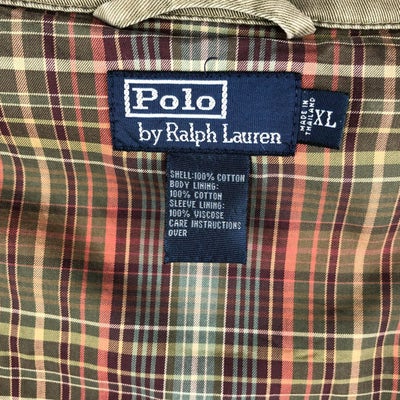 Polo
by Ralph Lauren
MADE IN
THAILAND
XL
SHELL:100% COTTON
BODY LINING:
100% COTTON
SLEEVE LINING:
100% VISCOSE
CARE INSTRUCTIONS
OVER